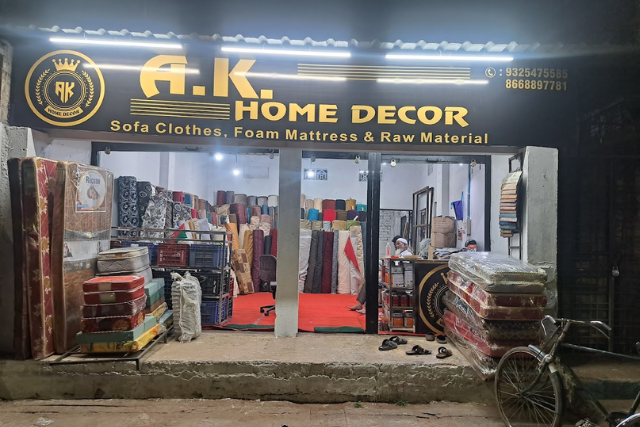 AK
HOME DECOR
A.K.
HOME DECOR
Sofa Clothes, Foam Mattress & Raw Material
: 9325475585
8668897781